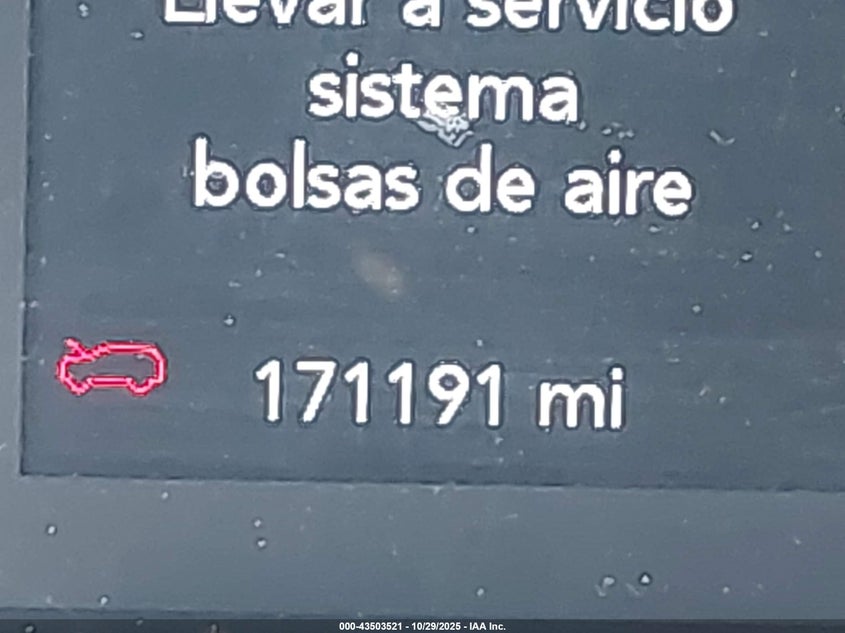 Llevar a servicio
sistema
bolsas de aire
171191 mi
000-43503521 - 10/29/2025 - IAA Inc.